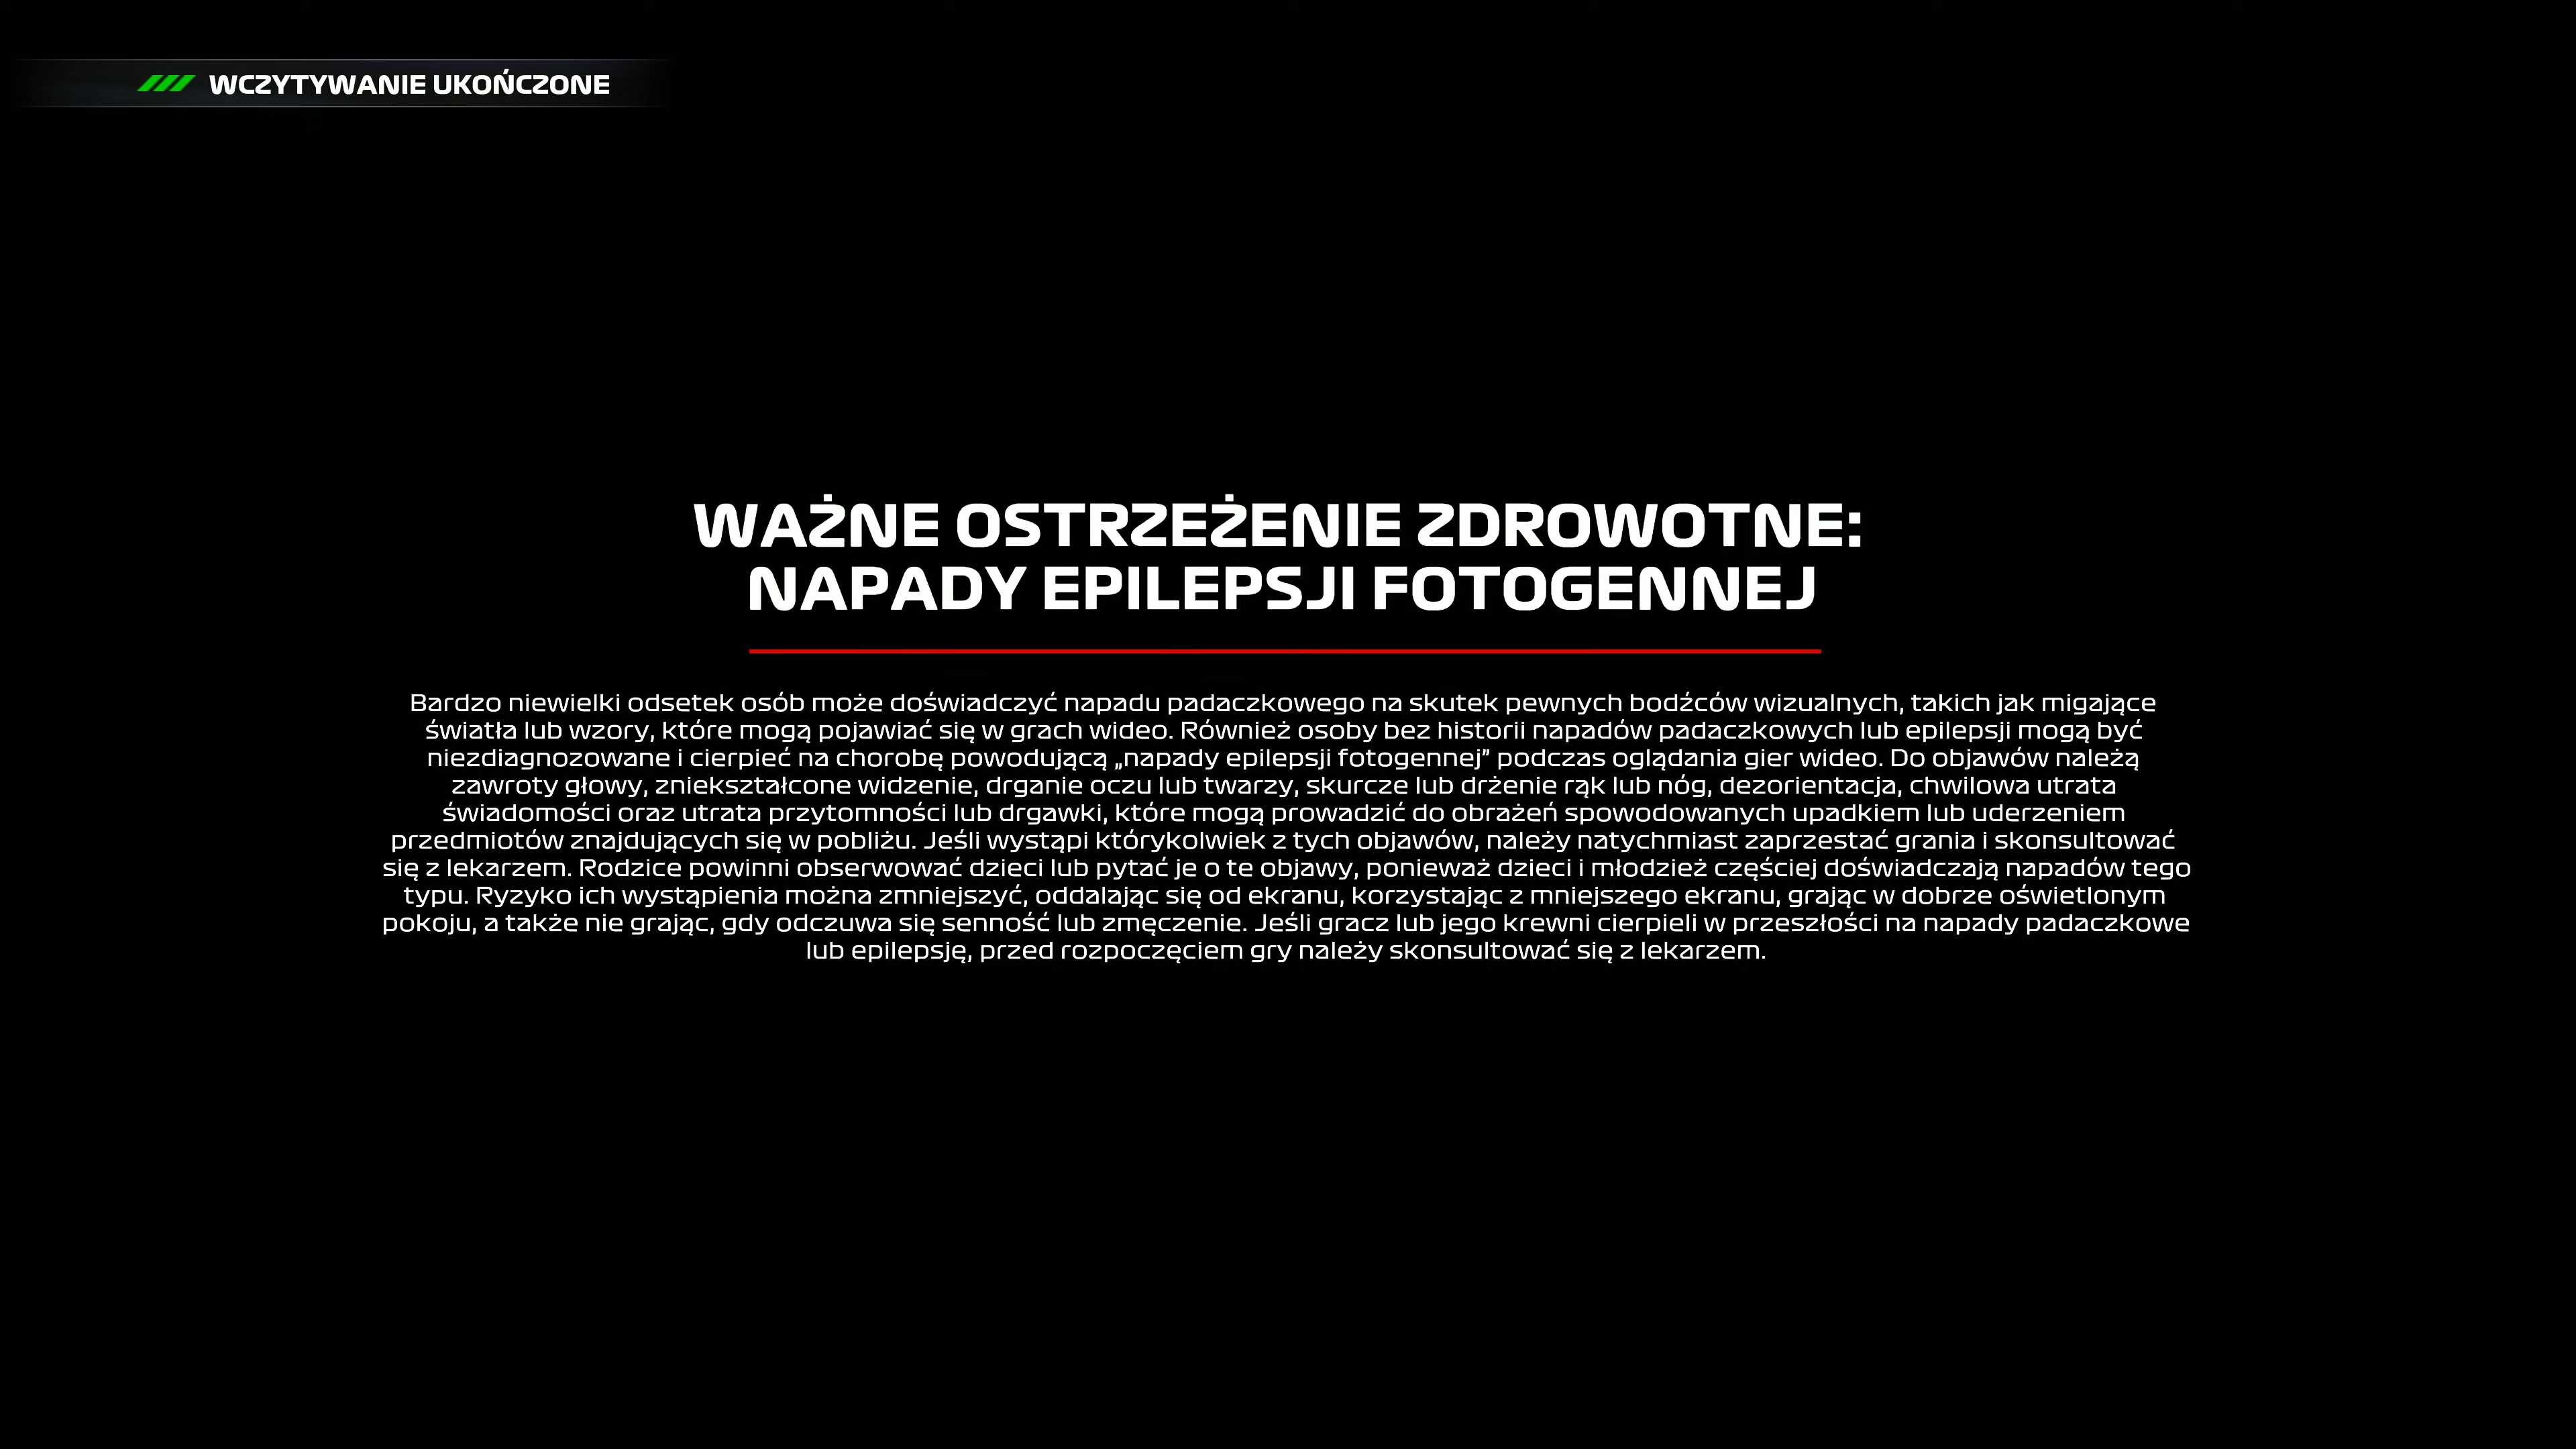 WCZYTYWANIE UKOŃCZONE
WAŻNE OSTRZEŻENIE ZDROWOTNE:
NAPADY EPILEPSJI FOTOGENNEJ
Bardzo niewielki odsetek osób może doświadczyć napadu padaczkowego na skutek pewnych bodźców wizualnych, takich jak migające
światła lub wzory, które mogą pojawiać się w grach wideo. Również osoby bez historii napadów padaczkowych lub epilepsji mogą być
niezdiagnozowane i cierpieć na chorobę powodującą „napady epilepsji fotogennej” podczas oglądania gier wideo. Do objawów należą
zawroty głowy, zniekształcone widzenie, drganie oczu lub twarzy, skurcze lub drżenie rąk lub nóg, dezorientacja, chwilowa utrata
świadomości oraz utrata przytomności lub drgawki, które mogą prowadzić do obrażeń spowodowanych upadkiem lub uderzeniem
przedmiotów znajdujących się w pobliżu. Jeśli wystąpi którykolwiek z tych objawów, należy natychmiast zaprzestać grania i skonsultować
się z lekarzem. Rodzice powinni obserwować dzieci lub pytać je o te objawy, ponieważ dzieci i młodzież częściej doświadczają napadów tego
typu. Ryzyko ich wystąpienia można zmniejszyć, oddalając się od ekranu, korzystając z mniejszego ekranu, grając w dobrze oświetlonym
pokoju, a także nie grając, gdy odczuwa się senność lub zmęczenie. Jeśli gracz lub jego krewni cierpieli w przeszłości na napady padaczkowe
lub epilepsję, przed rozpoczęciem gry należy skonsultować się z lekarzem.